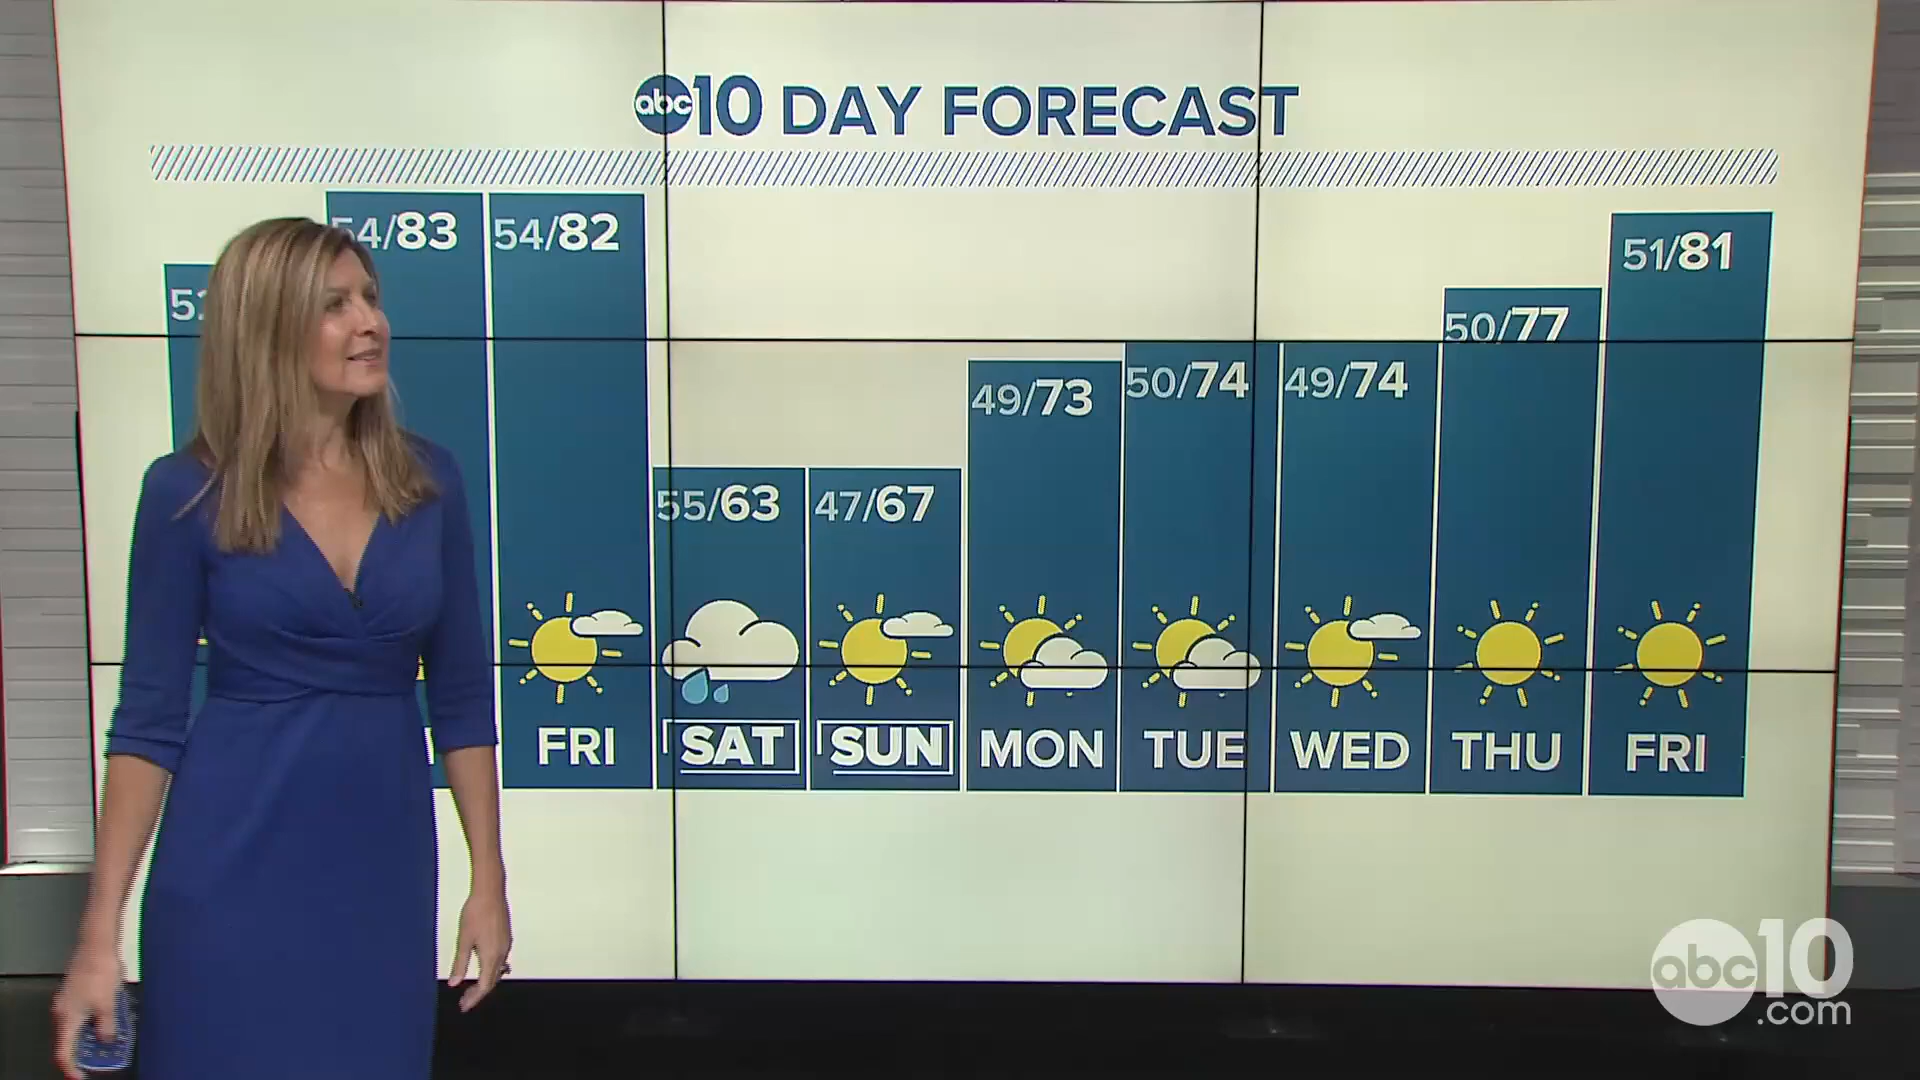 abc10 DAY FORECAST
54/83 54/82 55/63 47/67 49/73 50/74 49/74 50/77 51/81
FRI SAT SUN MON TUE WED THU FRI
abc10
.com